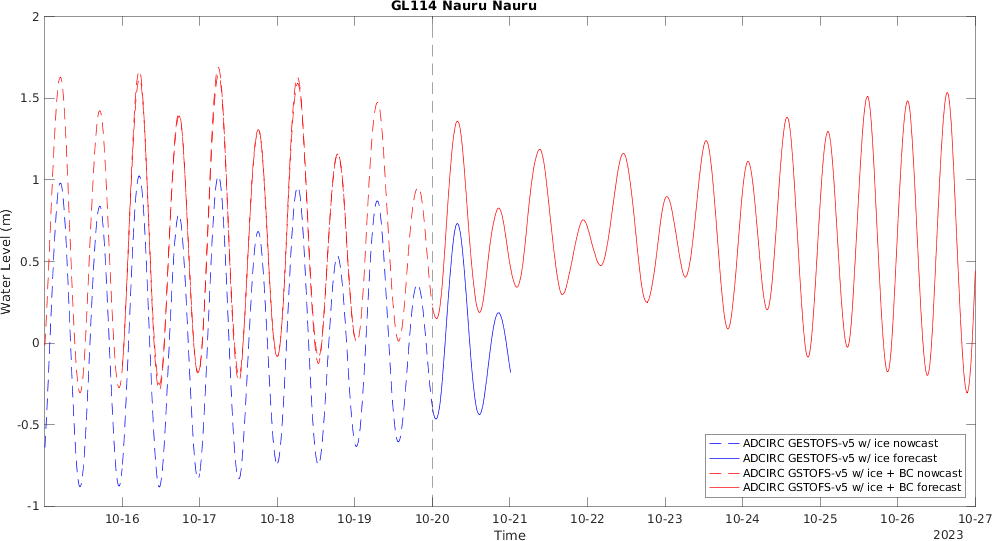 GL114 Nauru Nauru
Water Level (m)
2
1.5
1
0.5
0
-0.5
-1
10-16
10-17
10-18
10-19
10-20
10-21
10-22
10-23
10-24
10-25
10-26
10-27
Time
2023
ADCIRC GESTOFS-v5 w/ ice nowcast
ADCIRC GESTOFS-v5 w/ ice forecast
ADCIRC GSTOFS-v5 w/ ice + BC nowcast
ADCIRC GSTOFS-v5 w/ ice + BC forecast